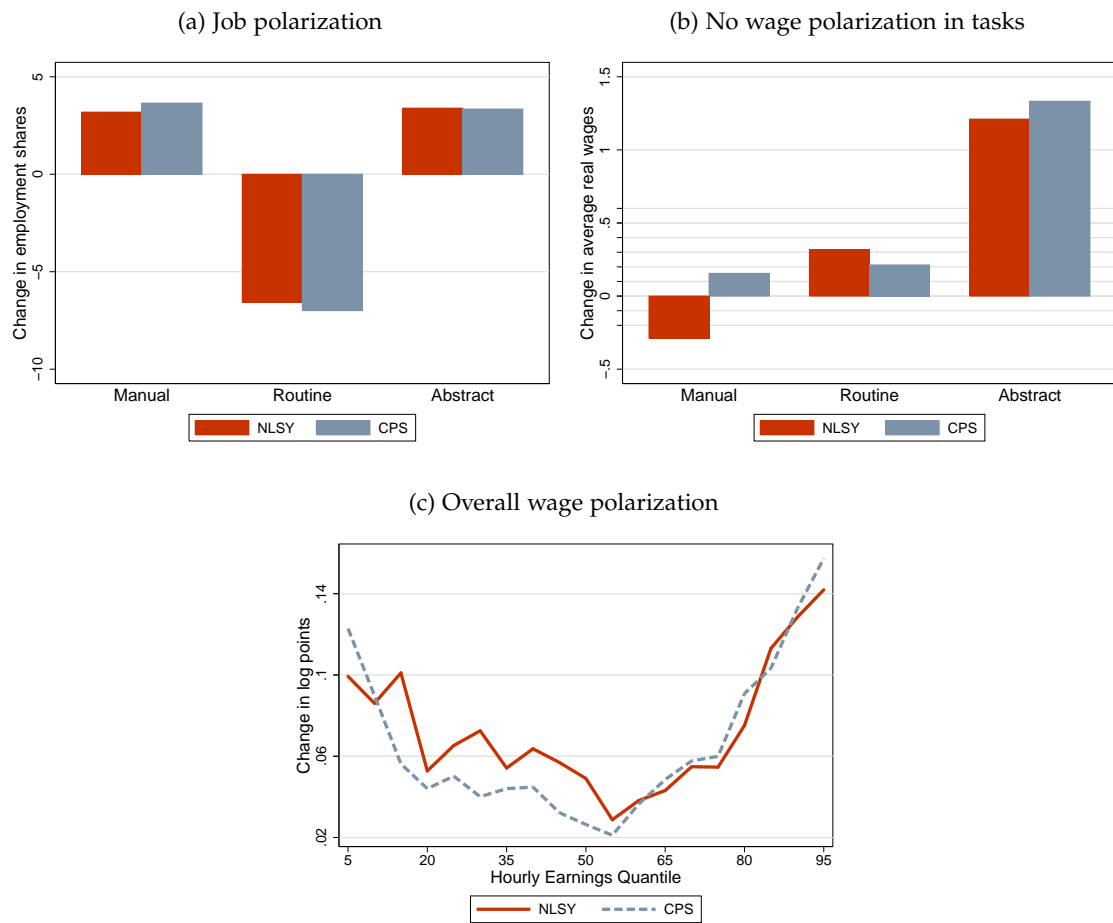 (a) Job polarization
Change in employment shares
5
0
−5
−10
Manual Routine Abstract
NLSY CPS
(b) No wage polarization in tasks
Change in average real wages
1.5
1
.5
0
−.5
Manual Routine Abstract
NLSY CPS
(c) Overall wage polarization
Change in log points
.14
.1
.06
.02
5 20 35 50 65 80 95
Hourly Earnings Quantile
NLSY CPS